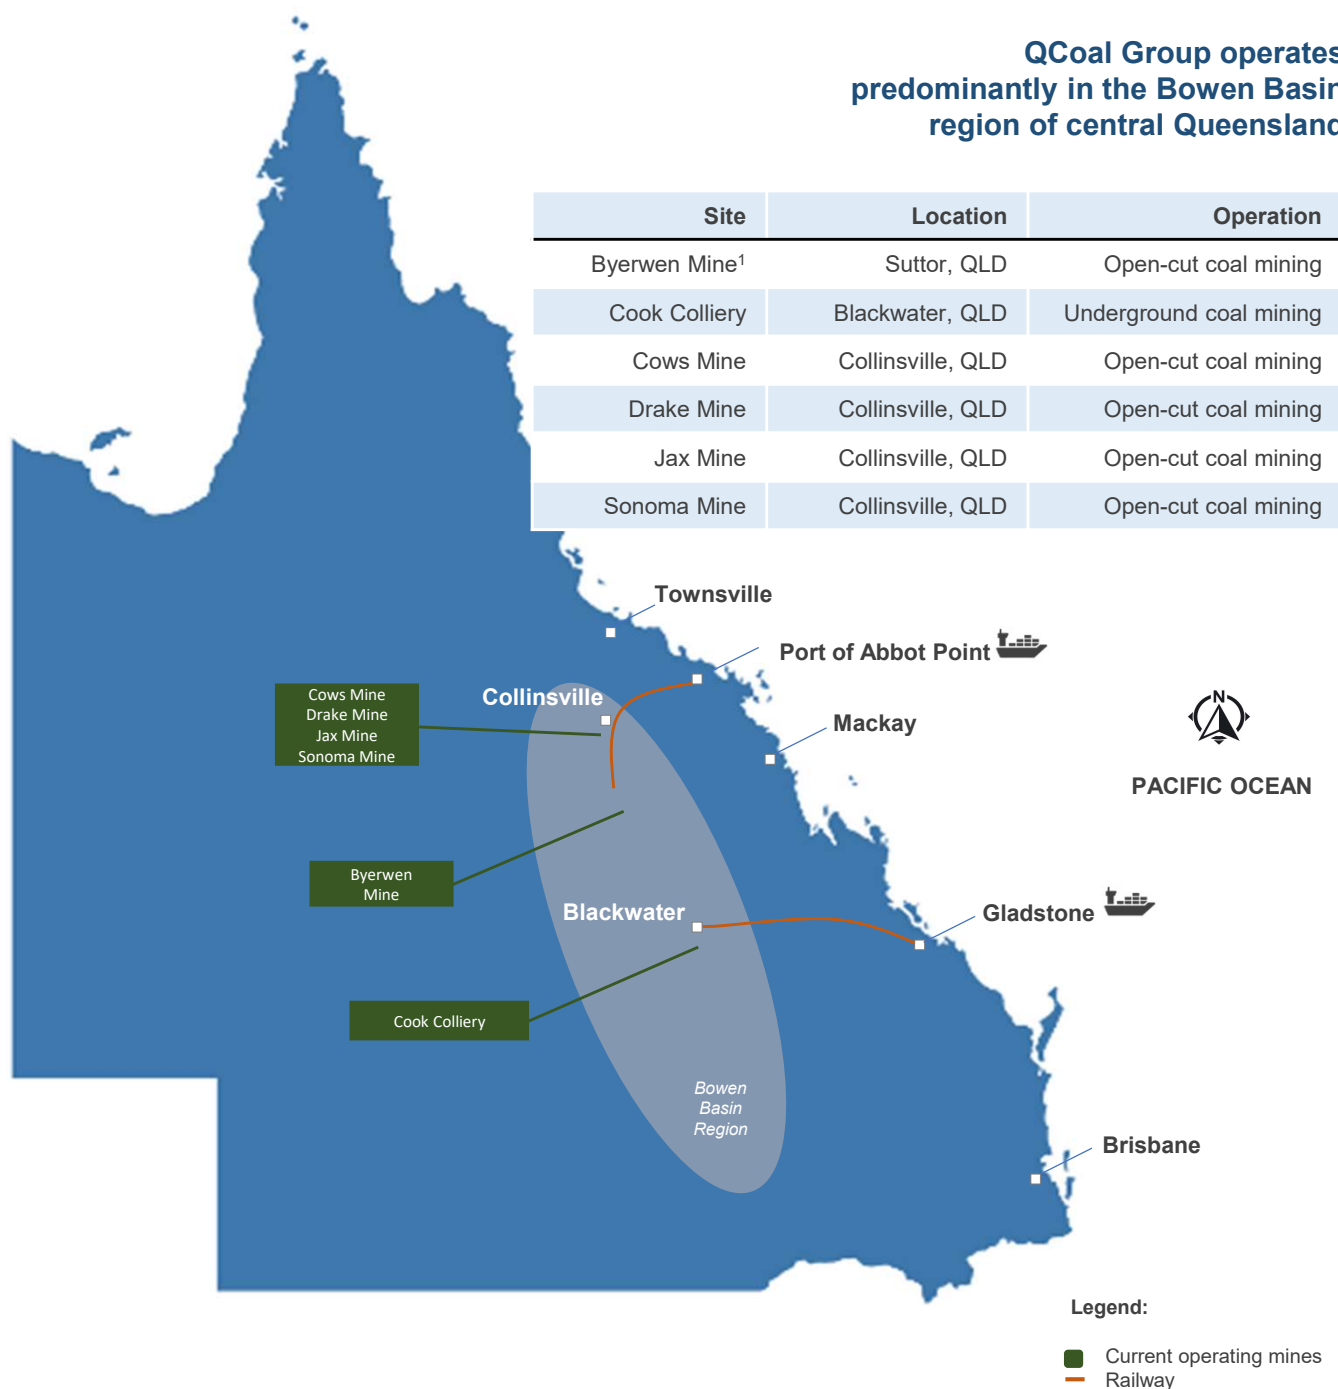 QCoal Group operates
predominantly in the Bowen Basin
region of central Queensland
Site Location Operation
Byerwen Mine¹ Suttor, QLD Open-cut coal mining
Cook Colliery Blackwater, QLD Underground coal mining
Cows Mine Collinsville, QLD Open-cut coal mining
Drake Mine Collinsville, QLD Open-cut coal mining
Jax Mine Collinsville, QLD Open-cut coal mining
Sonoma Mine Collinsville, QLD Open-cut coal mining
Townsville
Port of Abbot Point
Collinsville
Cows Mine
Drake Mine
Jax Mine
Sonoma Mine
Mackay
N
PACIFIC OCEAN
Byerwen
Mine
Blackwater
Gladstone
Cook Colliery
Bowen
Basin
Region
Brisbane
Legend:
Current operating mines
Railway